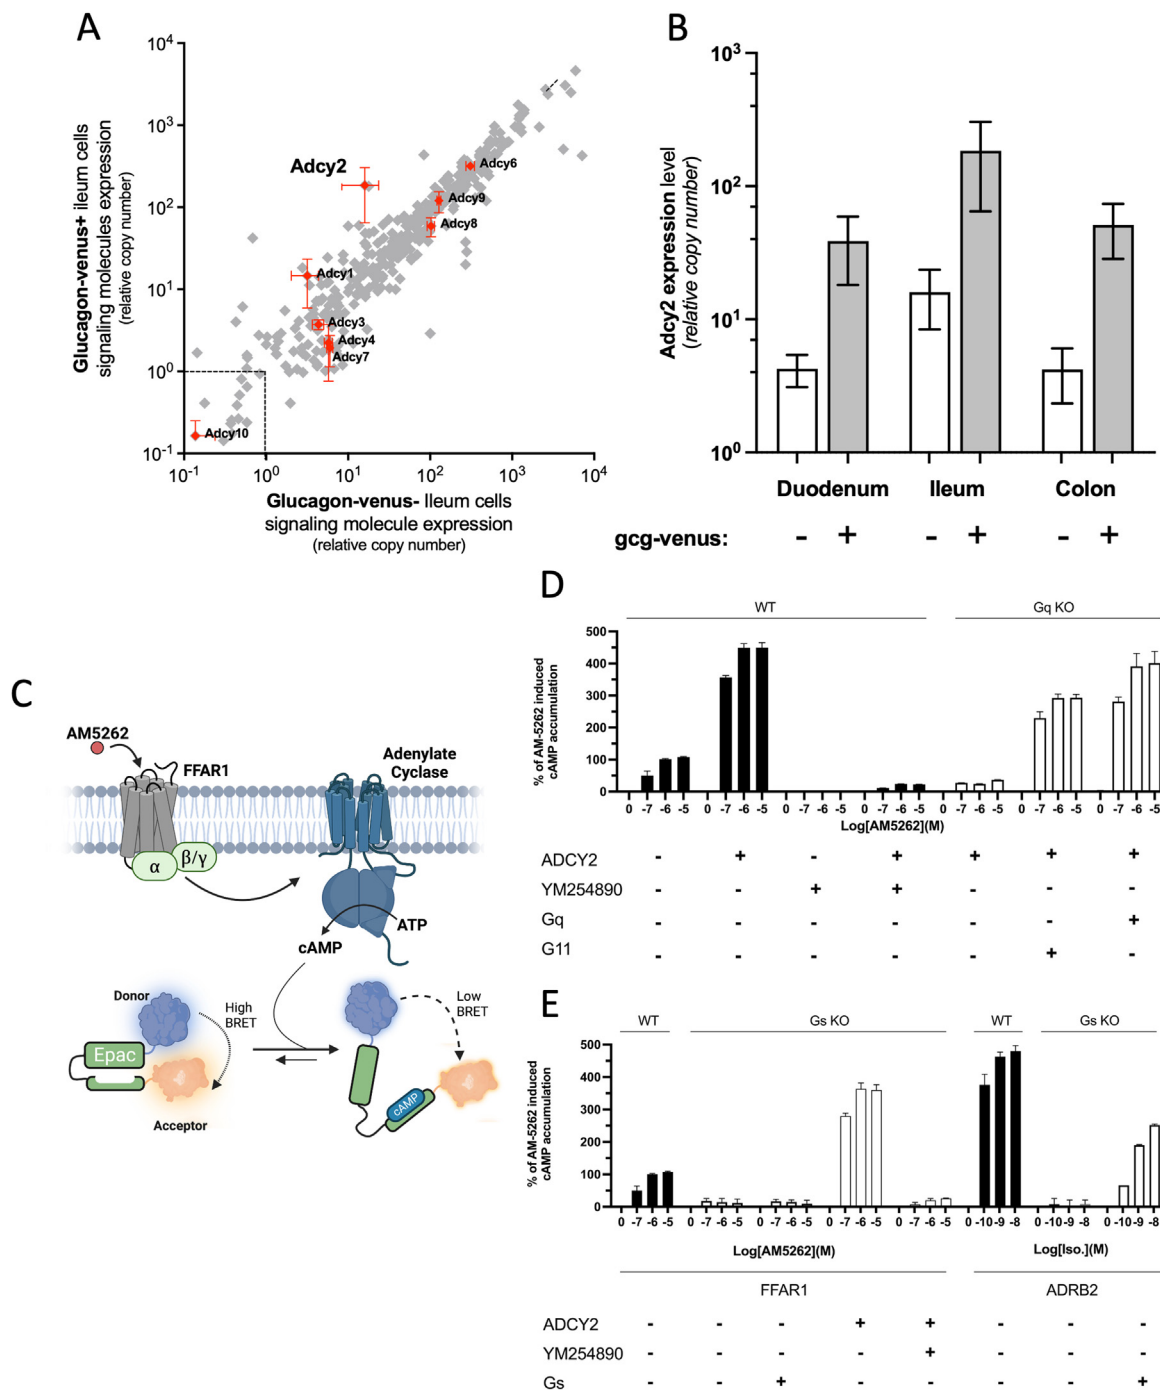 A
Glucagon-venus+ ileum cells
signaling molecules expression
(relative copy number)
10^4
10^3
10^2
10^1
10^0
10^-1
Adcy2
Adcy6
Adcy9
Adcy8
Adcy1
Adcy3
Adcy4
Adcy7
Adcy10
10^-1 10^0 10^1 10^2 10^3 10^4
Glucagon-venus- Ileum cells
signaling molecule expression
(relative copy number)
B
Adcy2 expression level
(relative copy number)
10^3
10^2
10^1
10^0
Duodenum Ileum Colon
gcg-venus: - + - + - +
C
AM5262
FFAR1
Adenylate
Cyclase
α β/γ
ATP
cAMP
Donor
High
BRET
Low
BRET
Epac
cAMP
Acceptor
D
WT Gq KO
% of AM-5262 induced
cAMP accumulation
500
400
300
200
100
0
0 -7 -6 -5 0 -7 -6 -5 0 -7 -6 -5 0 -7 -6 -5 0 -7 -6 -5 0 -7 -6 -5 0 -7 -6 -5
Log[AM5262](M)
ADCY2 - + - + + + +
YM254890 - - + + - - -
Gq - - - - - - +
G11 - - - - - + -
E
WT Gs KO WT Gs KO
% of AM-5262 induced
cAMP accumulation
500
400
300
200
100
0
0 -7 -6 -5 0 -7 -6 -5 0 -7 -6 -5 0 -7 -6 -5 0 -7 -6 -5 0 -10 -9 -8 0 -10 -9 -8 0 -10 -9 -8
Log[AM5262](M) Log[Iso.](M)
FFAR1 ADRB2
ADCY2 - - - + + - - -
YM254890 - - - - + - - -
Gs - - + - - - - +